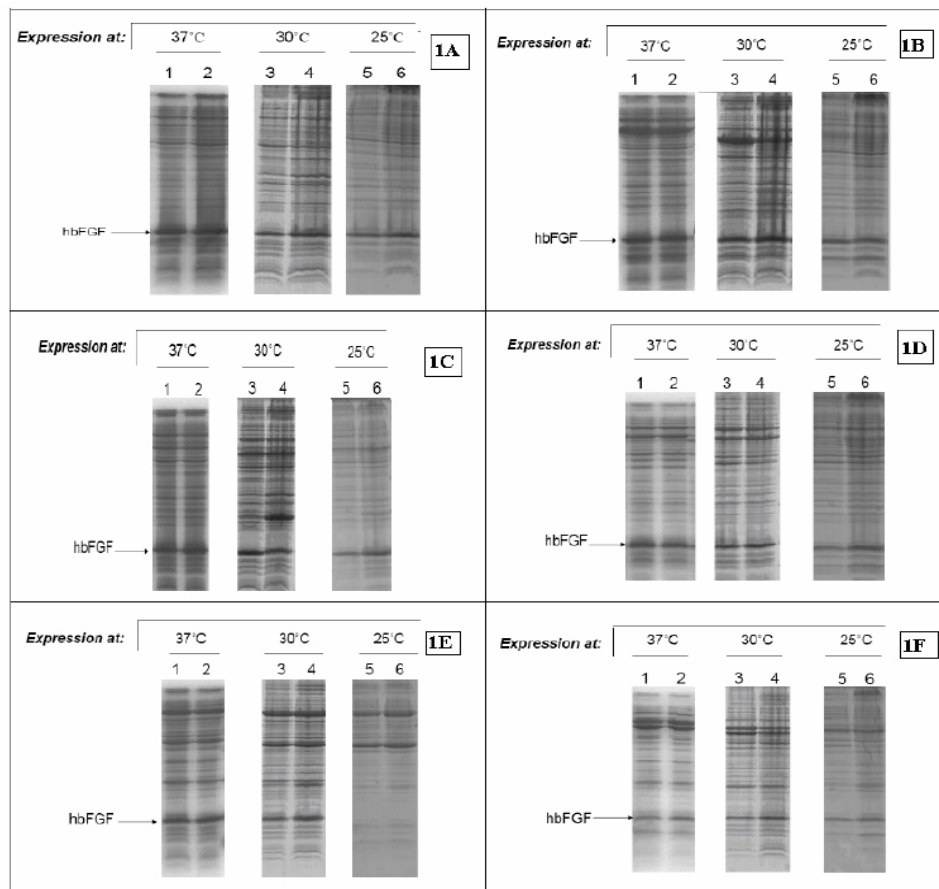 Expression at: 37°C 30°C 25°C 1A
1 2 3 4 5 6
hbFGF
Expression at: 37°C 30°C 25°C 1B
1 2 3 4 5 6
hbFGF
Expression at: 37°C 30°C 25°C 1C
1 2 3 4 5 6
hbFGF
Expression at: 37°C 30°C 25°C 1D
1 2 3 4 5 6
hbFGF
Expression at: 37°C 30°C 25°C 1E
1 2 3 4 5 6
hbFGF
Expression at: 37°C 30°C 25°C 1F
1 2 3 4 5 6
hbFGF